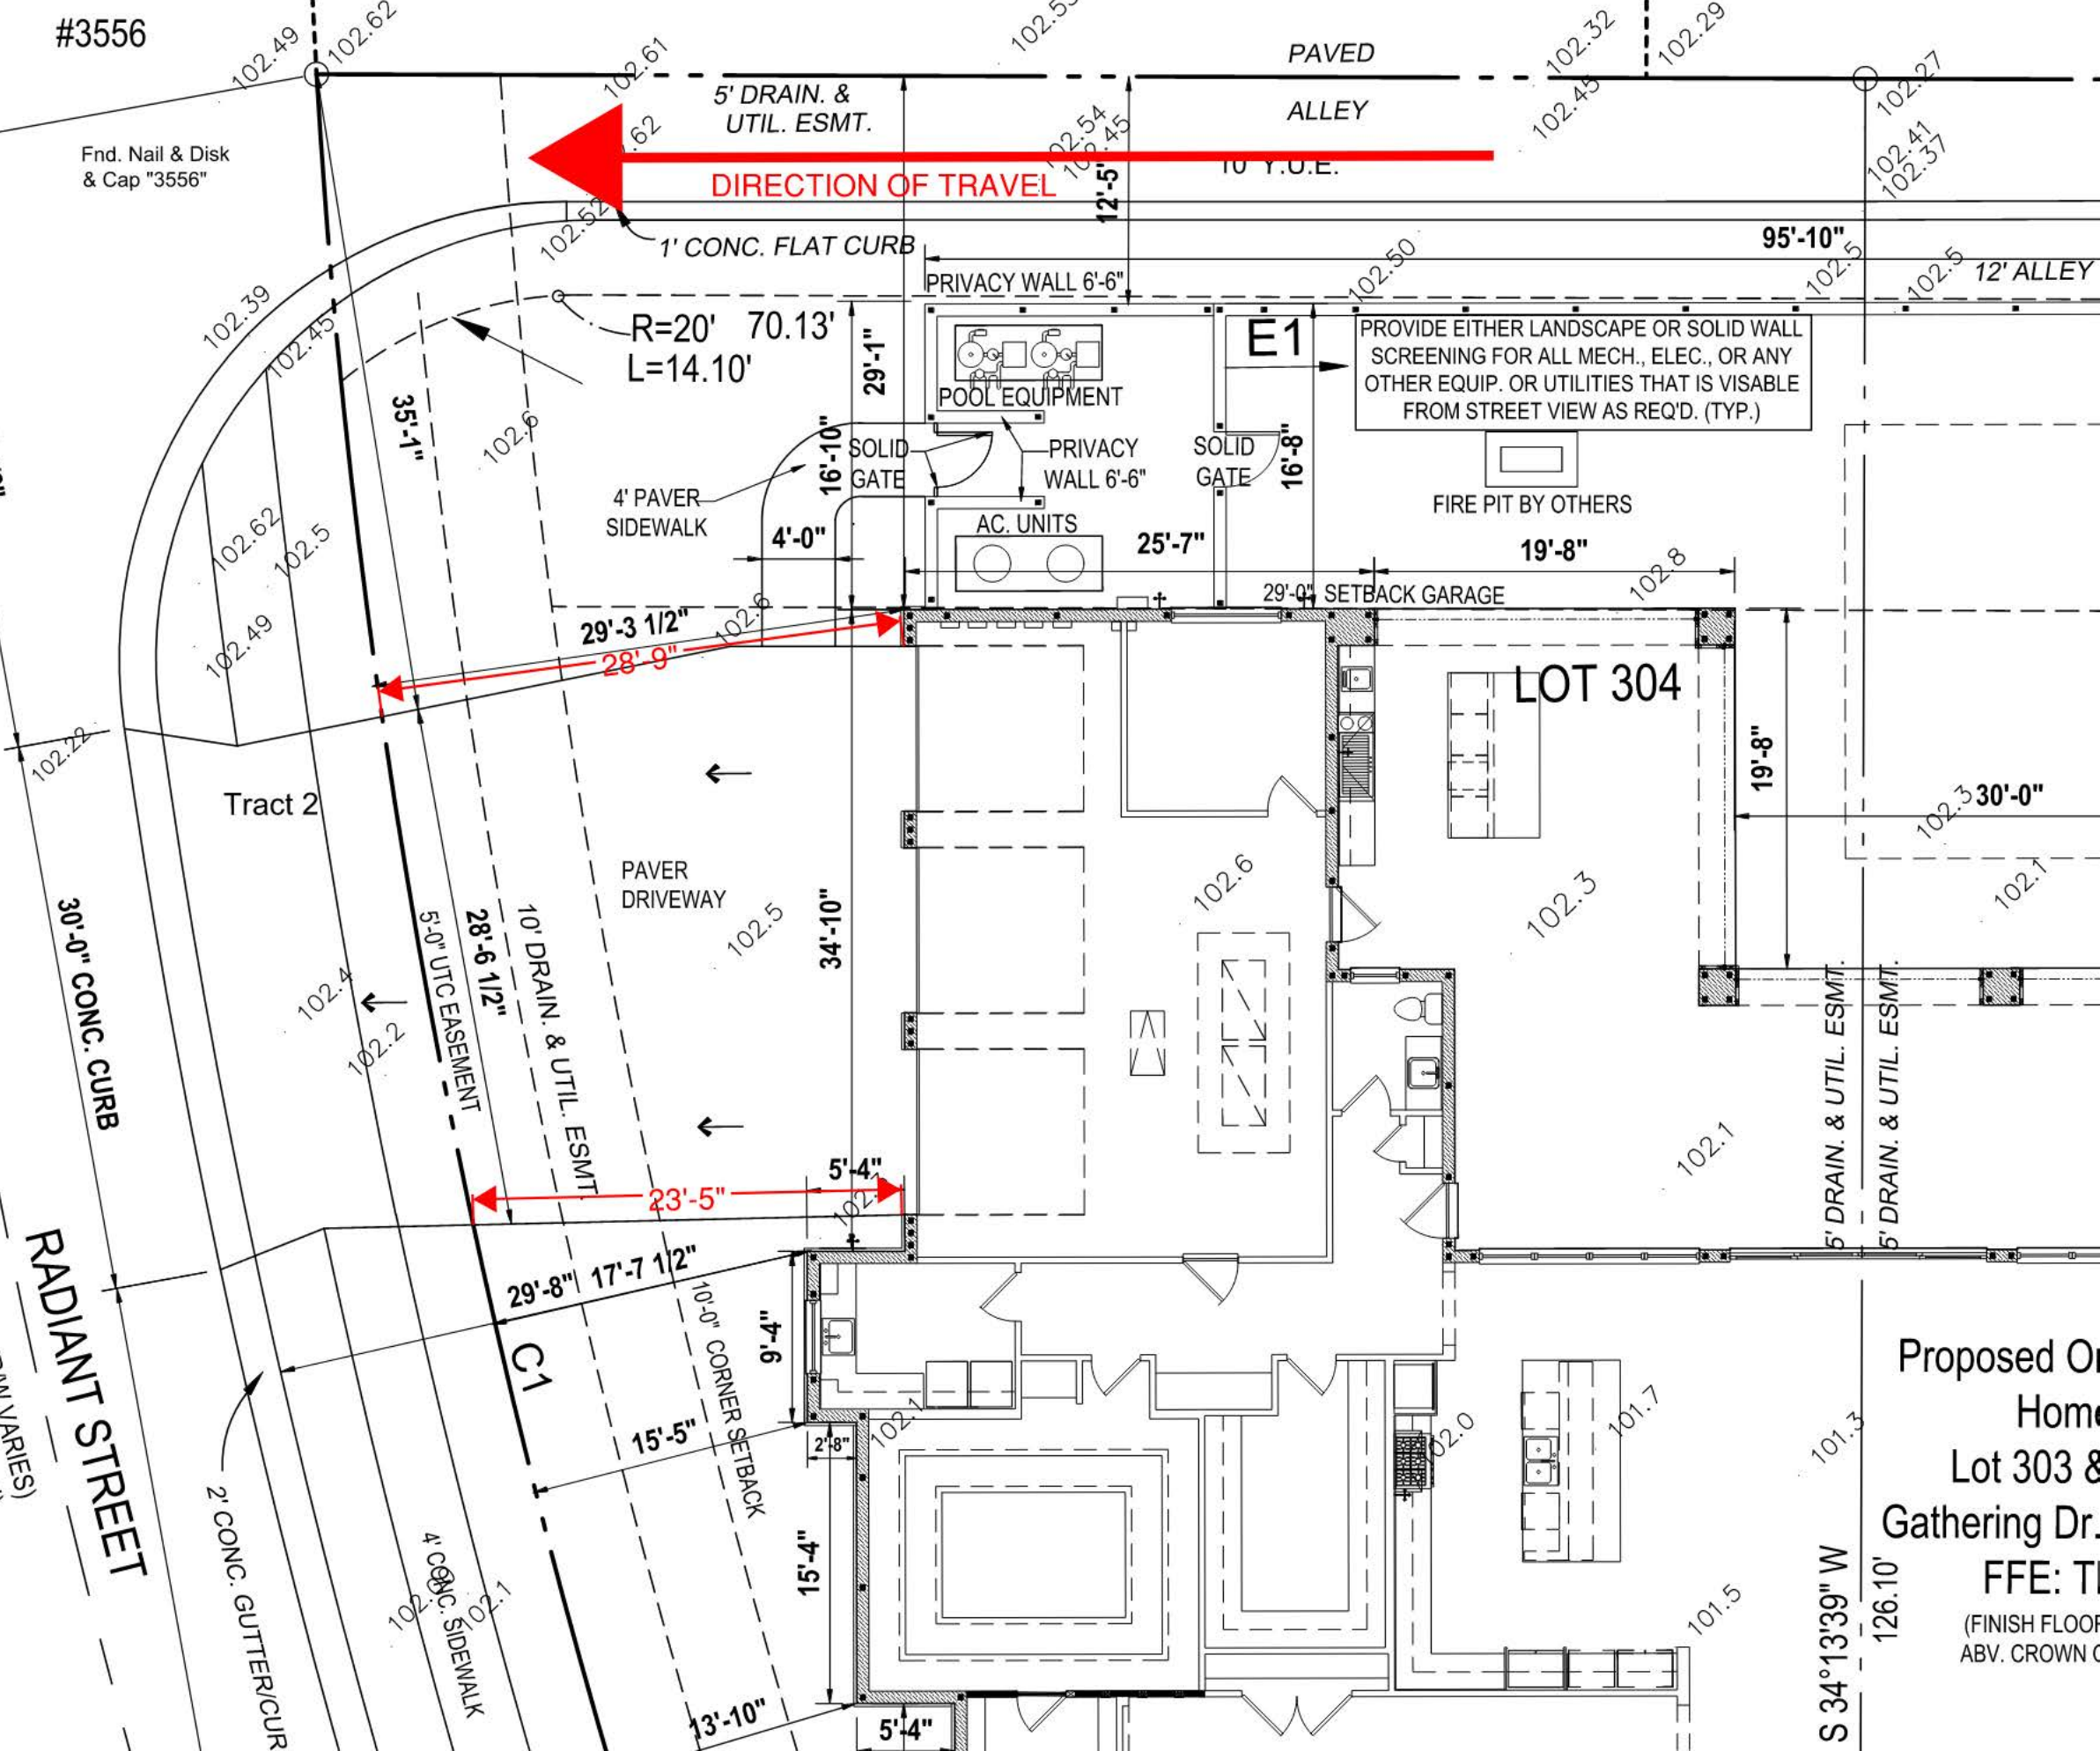 #3556
102.49
102.62
102.61
102.32
102.29
102.27
PAVED
ALLEY
10' Y.U.E.
5' DRAIN. &
UTIL. ESMT.
102.54
102.45
102.45
102.41
102.37
Fnd. Nail & Disk
& Cap "3556"
DIRECTION OF TRAVEL
12'-5"
102.52
1' CONC. FLAT CURB
95'-10"
102.50
102.5
102.5
12' ALLEY
PRIVACY WALL 6'-6"
102.39
102.45
R=20'
70.13'
L=14.10'
29'-1"
E1
PROVIDE EITHER LANDSCAPE OR SOLID WALL
SCREENING FOR ALL MECH., ELEC., OR ANY
OTHER EQUIP. OR UTILITIES THAT IS VISABLE
FROM STREET VIEW AS REQ'D. (TYP.)
POOL EQUIPMENT
35'-1"
102.6
16'-10"
SOLID
GATE
PRIVACY
WALL 6'-6"
SOLID
GATE
16'-8"
4' PAVER
SIDEWALK
FIRE PIT BY OTHERS
102.62
102.5
4'-0"
AC. UNITS
25'-7"
19'-8"
102.8
29'-0" SETBACK GARAGE
102.49
29'-3 1/2"
102.6
28'-9"
LOT 304
102.22
Tract 2
19'-8"
102.3
30'-0"
PAVER
DRIVEWAY
102.5
34'-10"
102.6
102.3
102.1
30'-0" CONC. CURB
5'-0" UTC EASEMENT
28'-6 1/2"
10' DRAIN. & UTIL. ESMT.
102.4
102.2
5' DRAIN. & UTIL. ESMT.
5' DRAIN. & UTIL. ESMT.
102.1
5'-4"
23'-5"
RADIANT STREET
29'-8"
17'-7 1/2"
10'-0" CORNER SETBACK
9'-4"
C1
15'-5"
2'-8"
102.1
101.7
101.3
Home
Lot 303 &
Gathering Dr.
FFE:
ABV. CROWN
Proposed
2' CONC. GUTTER/CUR
4' CONC. SIDEWALK
102.1
15'-4"
101.5
S 34°13'39" W
126.10'
13'-10"
5'-4"